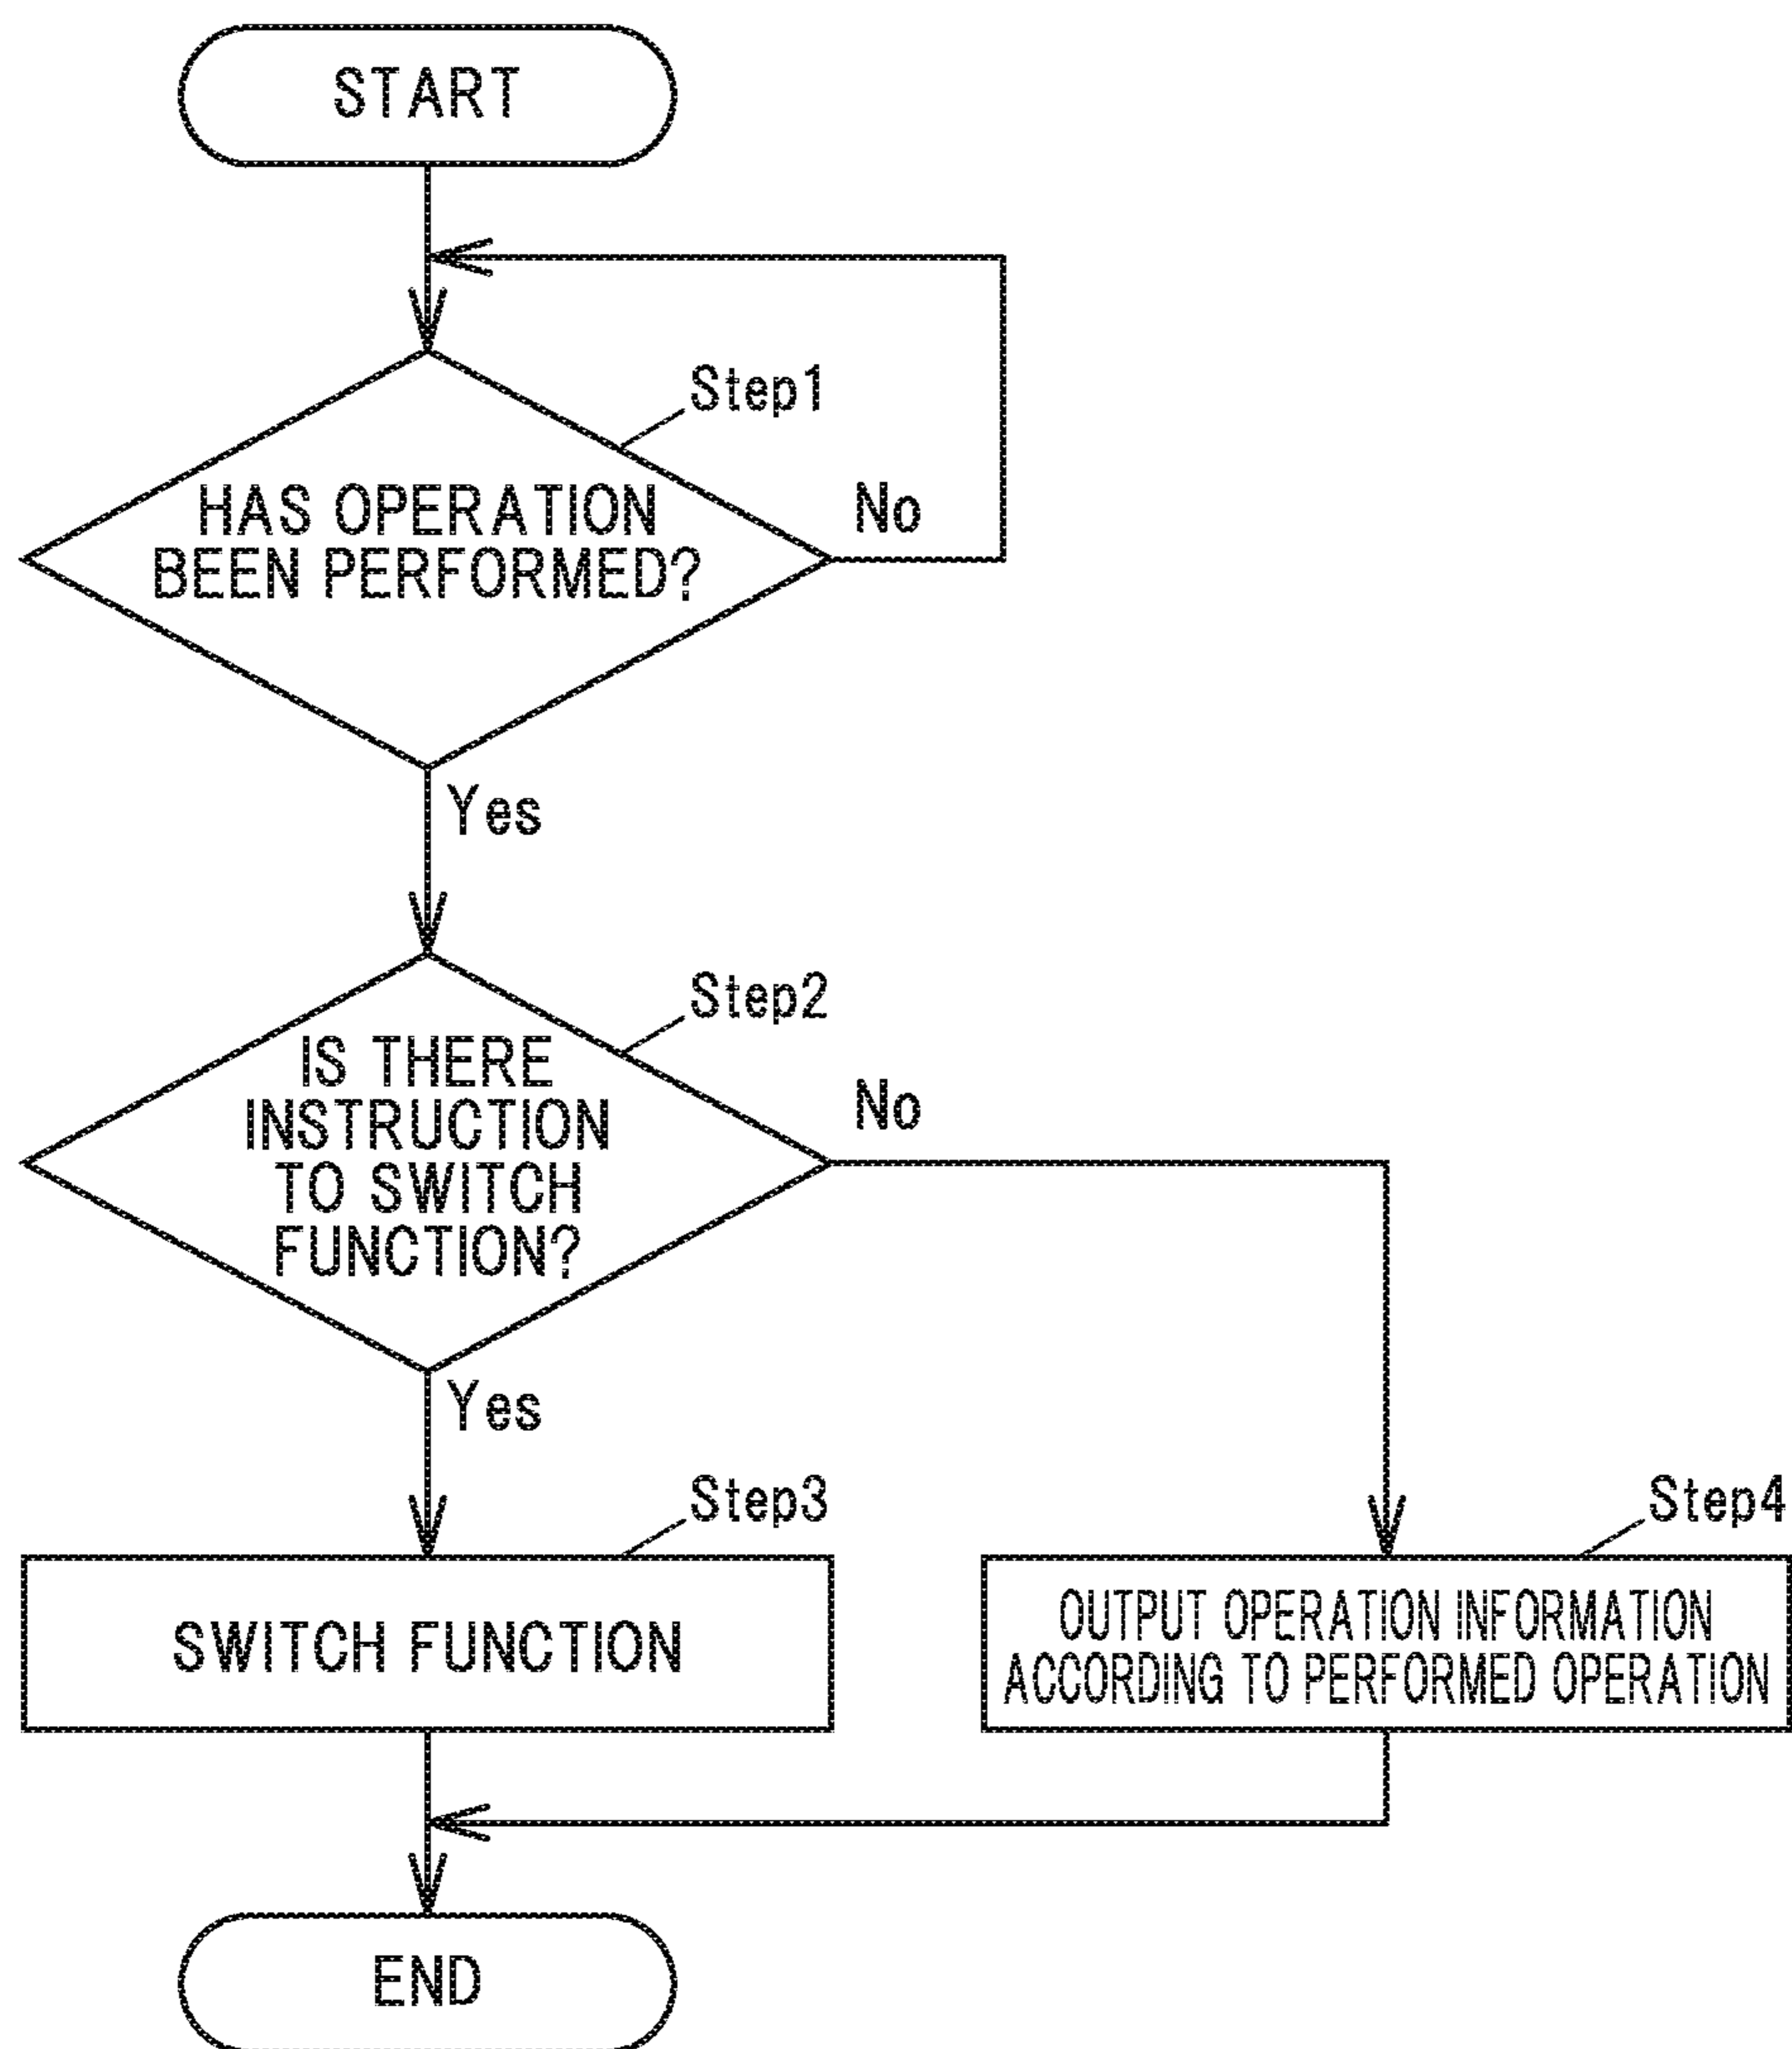 START
Step1
HAS OPERATION
BEEN PERFORMED?
No
Yes
Step2
IS THERE
INSTRUCTION
TO SWITCH
FUNCTION?
No
Yes
Step3
SWITCH FUNCTION
Step4
OUTPUT OPERATION INFORMATION
ACCORDING TO PERFORMED OPERATION
END